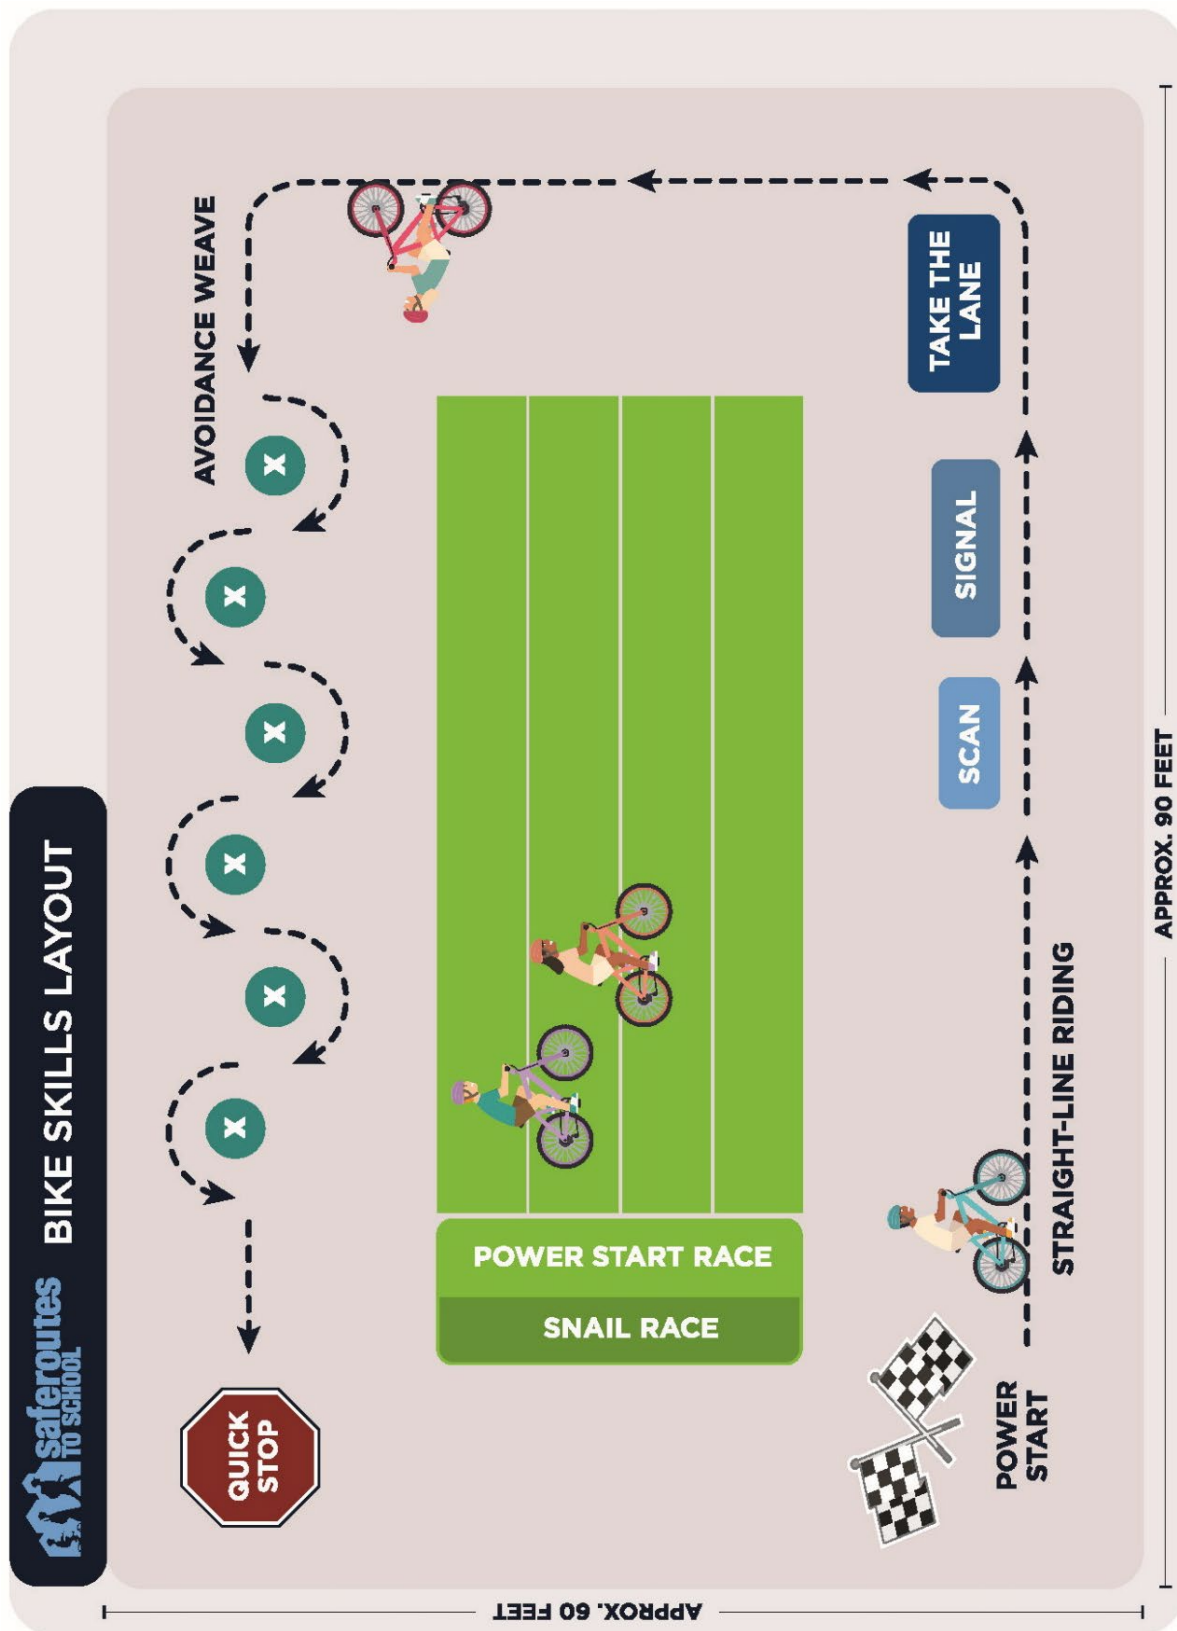 saferoutes
TO SCHOOL
BIKE SKILLS LAYOUT
AVOIDANCE WEAVE
X
X
X
X
X
X
QUICK
STOP
POWER START RACE
SNAIL RACE
POWER
START
STRAIGHT-LINE RIDING
SCAN
SIGNAL
TAKE THE
LANE
APPROX. 60 FEET
APPROX. 90 FEET